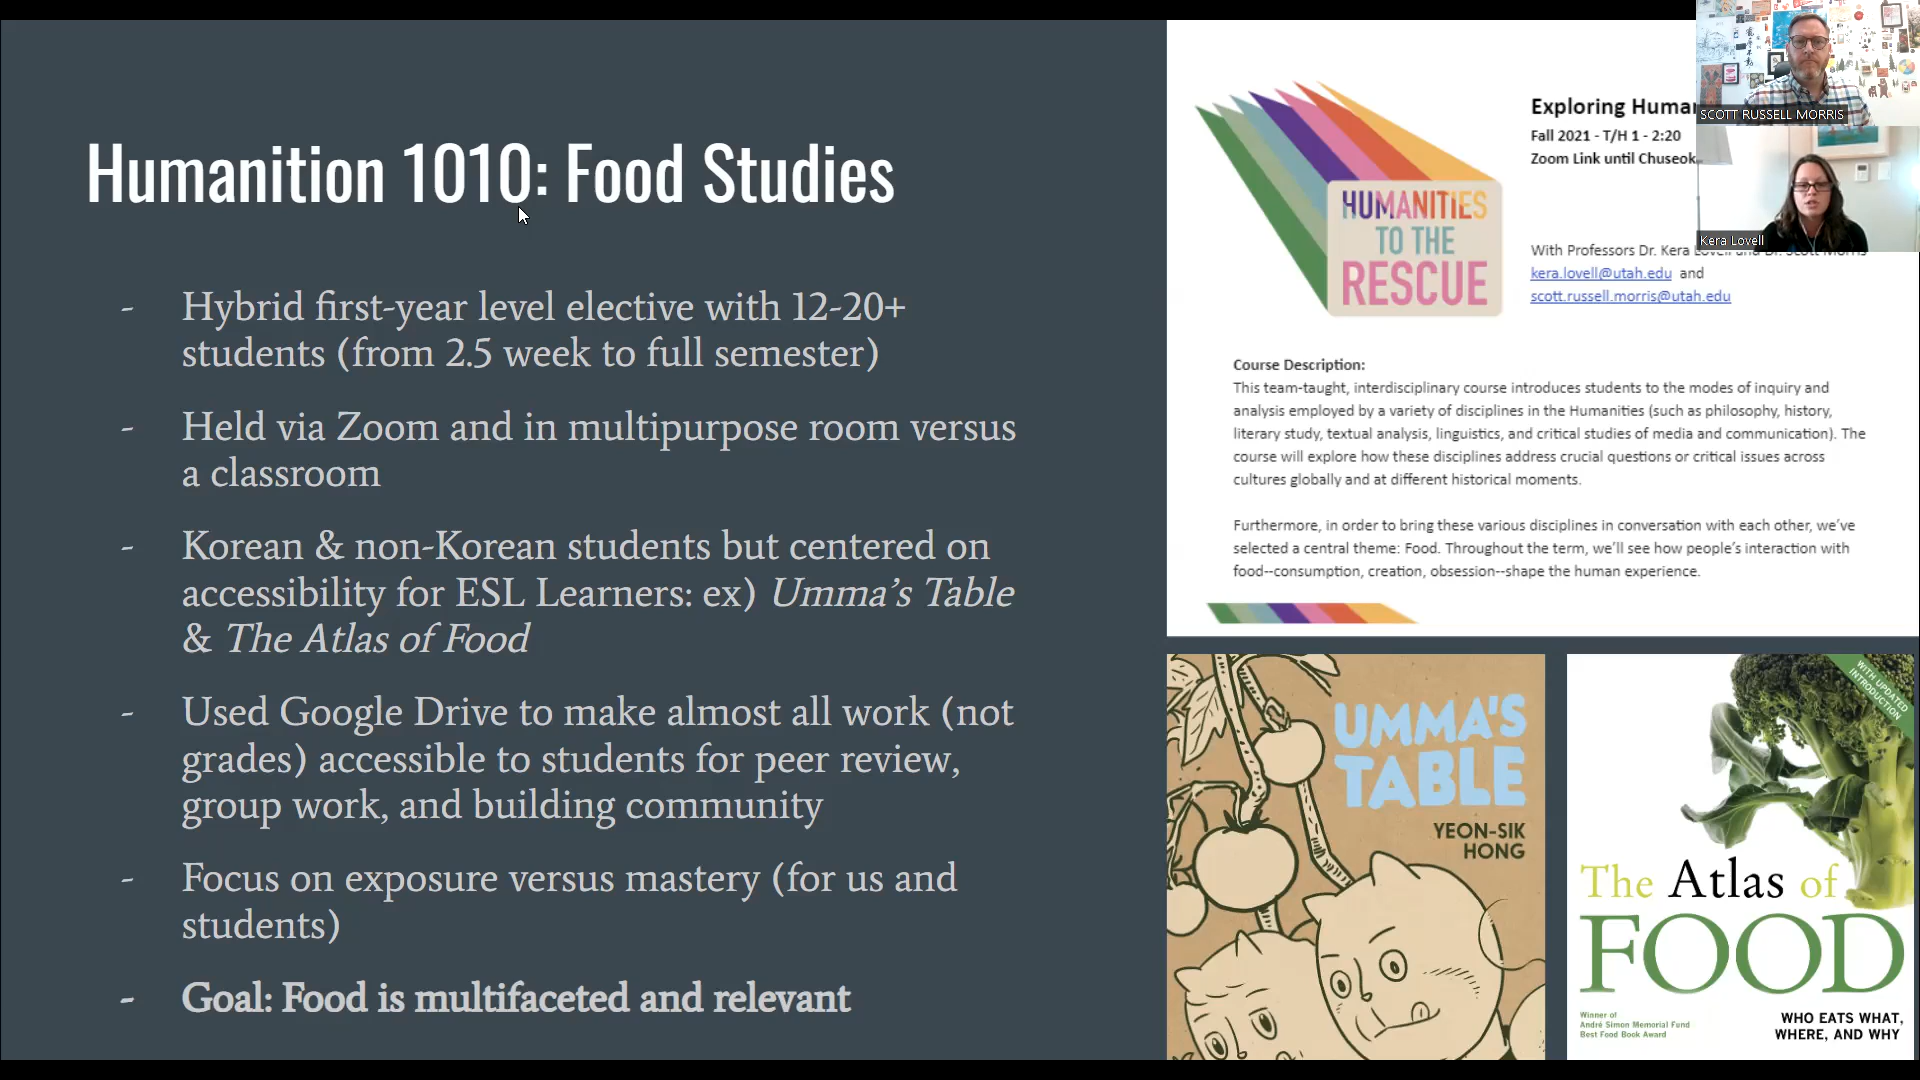 Humanition 1010: Food Studies
- Hybrid first-year level elective with 12-20+
students (from 2.5 week to full semester)
- Held via Zoom and in multipurpose room versus
a classroom
- Korean & non-Korean students but centered on
accessibility for ESL Learners: ex) Umma's Table
& The Atlas of Food
- Used Google Drive to make almost all work (not
grades) accessible to students for peer review,
group work, and building community
- Focus on exposure versus mastery (for us and
students)
- Goal: Food is multifaceted and relevant
HUMANITIES
TO THE
RESCUE
Exploring Human
Fall 2021 - T/H 1 - 2:20
Zoom Link until Chuseok
With Professors Dr. Kera Lovell and Dr. Scott Morris
kera.lovell@utah.edu and
scott.russell.morris@utah.edu
Course Description:
This team-taught, interdisciplinary course introduces students to the modes of inquiry and
analysis employed by a variety of disciplines in the Humanities (such as philosophy, history,
literary study, textual analysis, linguistics, and critical studies of media and communication). The
course will explore how these disciplines address crucial questions or critical issues across
cultures globally and at different historical moments.
Furthermore, in order to bring these various disciplines in conversation with each other, we've
selected a central theme: Food. Throughout the term, we'll see how people's interaction with
food--consumption, creation, obsession--shape the human experience.
SCOTT RUSSELL MORRIS
Kera Lovell
UMMA'S
TABLE
YEON-SIK
HONG
WITH UPDATED
INTRODUCTION
The Atlas of
FOOD
Winner of
André Simon Memorial Fund
Best Food Book Award
WHO EATS WHAT,
WHERE, AND WHY